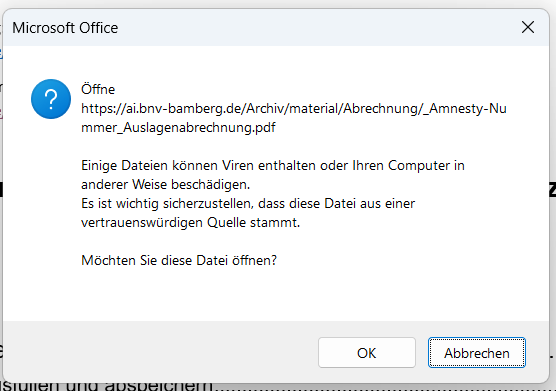 Microsoft Office
Öffne
https://ai.bnv-bamberg.de/Archiv/material/Abrechnung/_Amnesty-Nu
mmer_Auslagenabrechnung.pdf
Einige Dateien können Viren enthalten oder Ihren Computer in
anderer Weise beschädigen.
Es ist wichtig sicherzustellen, dass diese Datei aus einer
vertrauenswürdigen Quelle stammt.
Möchten Sie diese Datei öffnen?
OK
Abbrechen